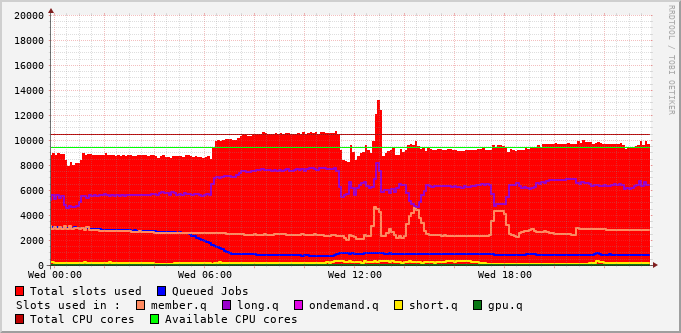 20000
18000
16000
14000
12000
10000
8000
6000
4000
2000
0
Wed 00:00 Wed 06:00 Wed 12:00 Wed 18:00
Total slots used Queued Jobs
Slots used in : member.q long.q ondemand.q short.q gpu.q
Total CPU cores Available CPU cores
RRDTOOL / TOBI OETIKER